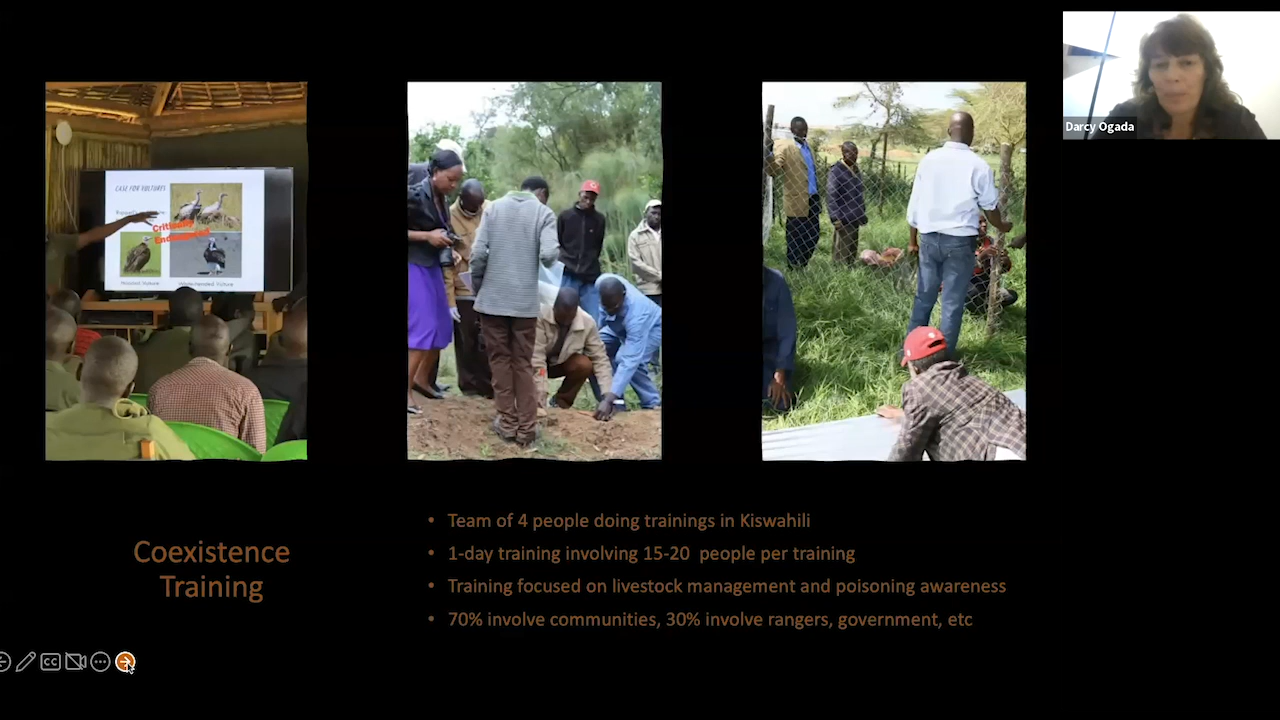 Darcy Ogada
CASE FOR VULTURES
Critically
Endangered
Hooded Vulture
White-headed Vulture
Coexistence
Training
• Team of 4 people doing trainings in Kiswahili
• 1-day training involving 15-20 people per training
• Training focused on livestock management and poisoning awareness
• 70% involve communities, 30% involve rangers, government, etc
CC